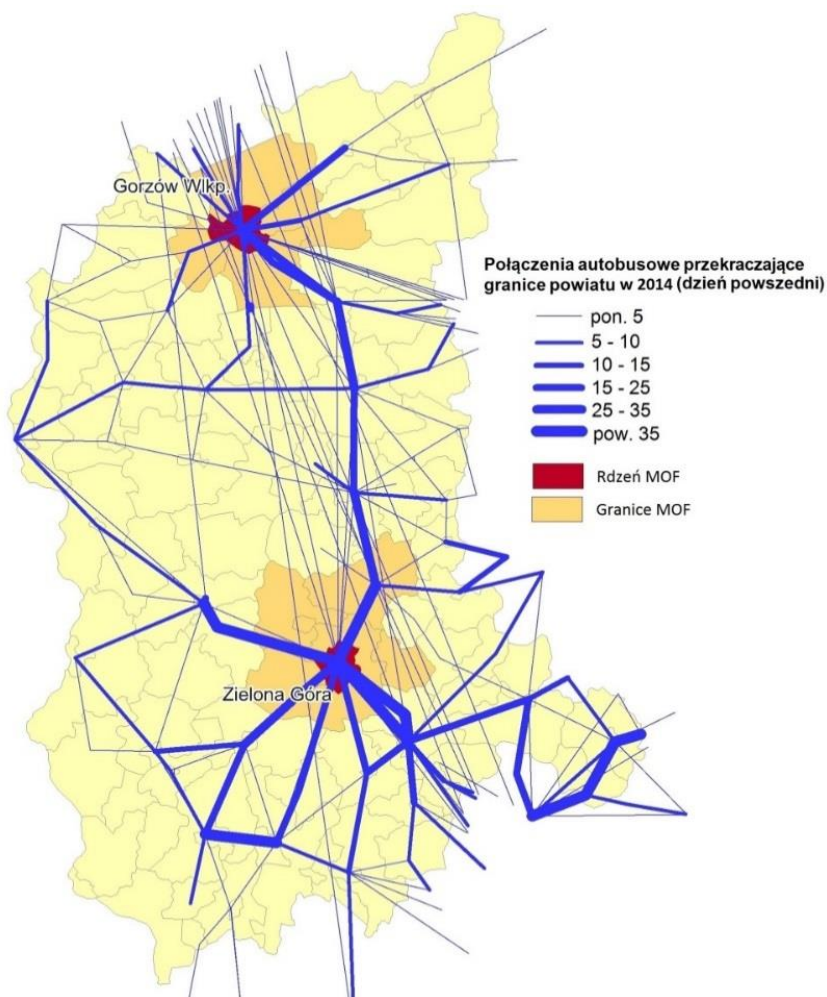 Gorzów Wlkp.
Połączenia autobusowe przekraczające
granice powiatu w 2014 (dzień powszedni)
pon. 5
5 - 10
10 - 15
15 - 25
25 - 35
pow. 35
Rdzeń MOF
Granice MOF
Zielona Góra